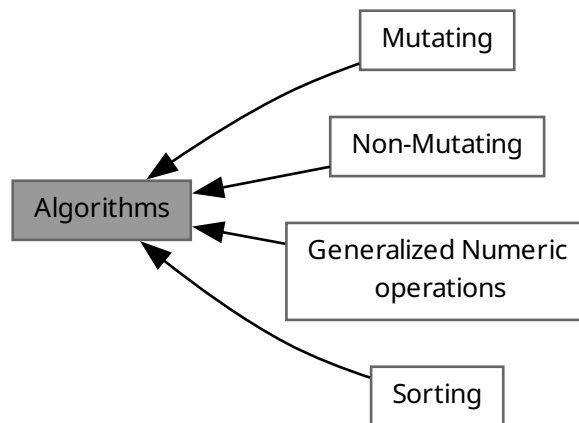 Mutating
Non-Mutating
Algorithms
Generalized Numeric
operations
Sorting